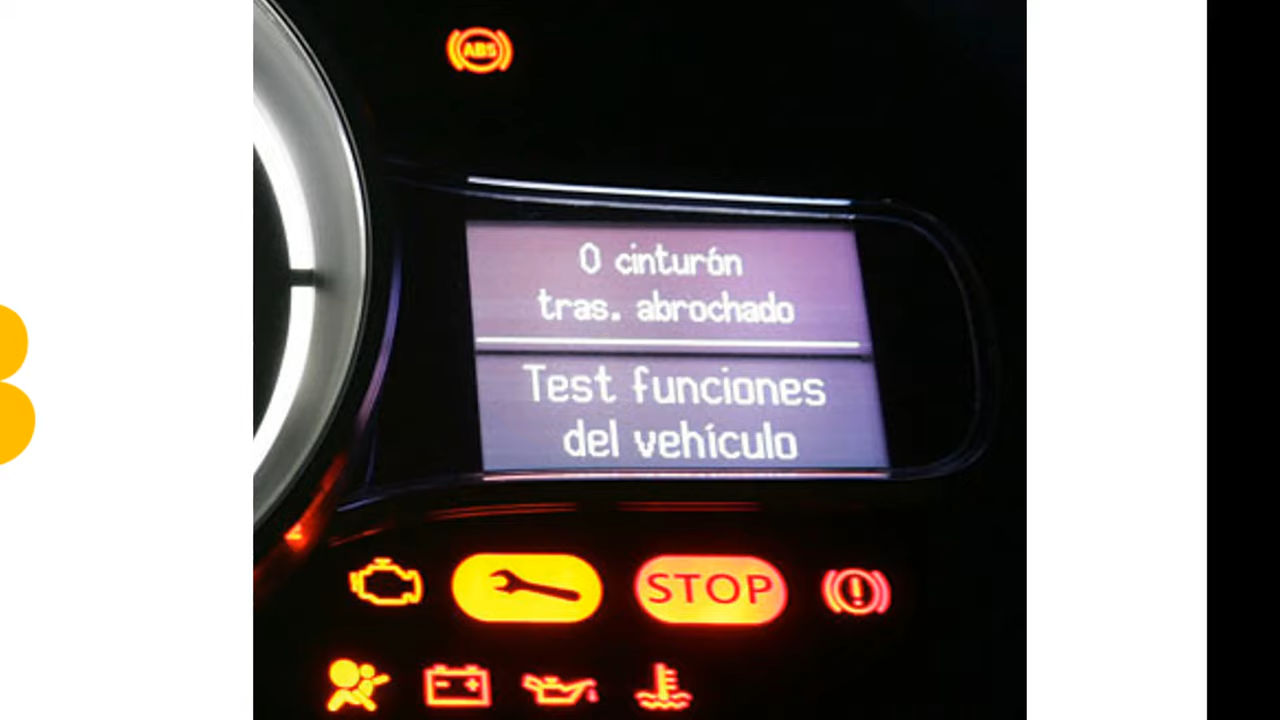 ABS
0 cinturón
tras. abrochado
Test funciones
del vehículo
STOP